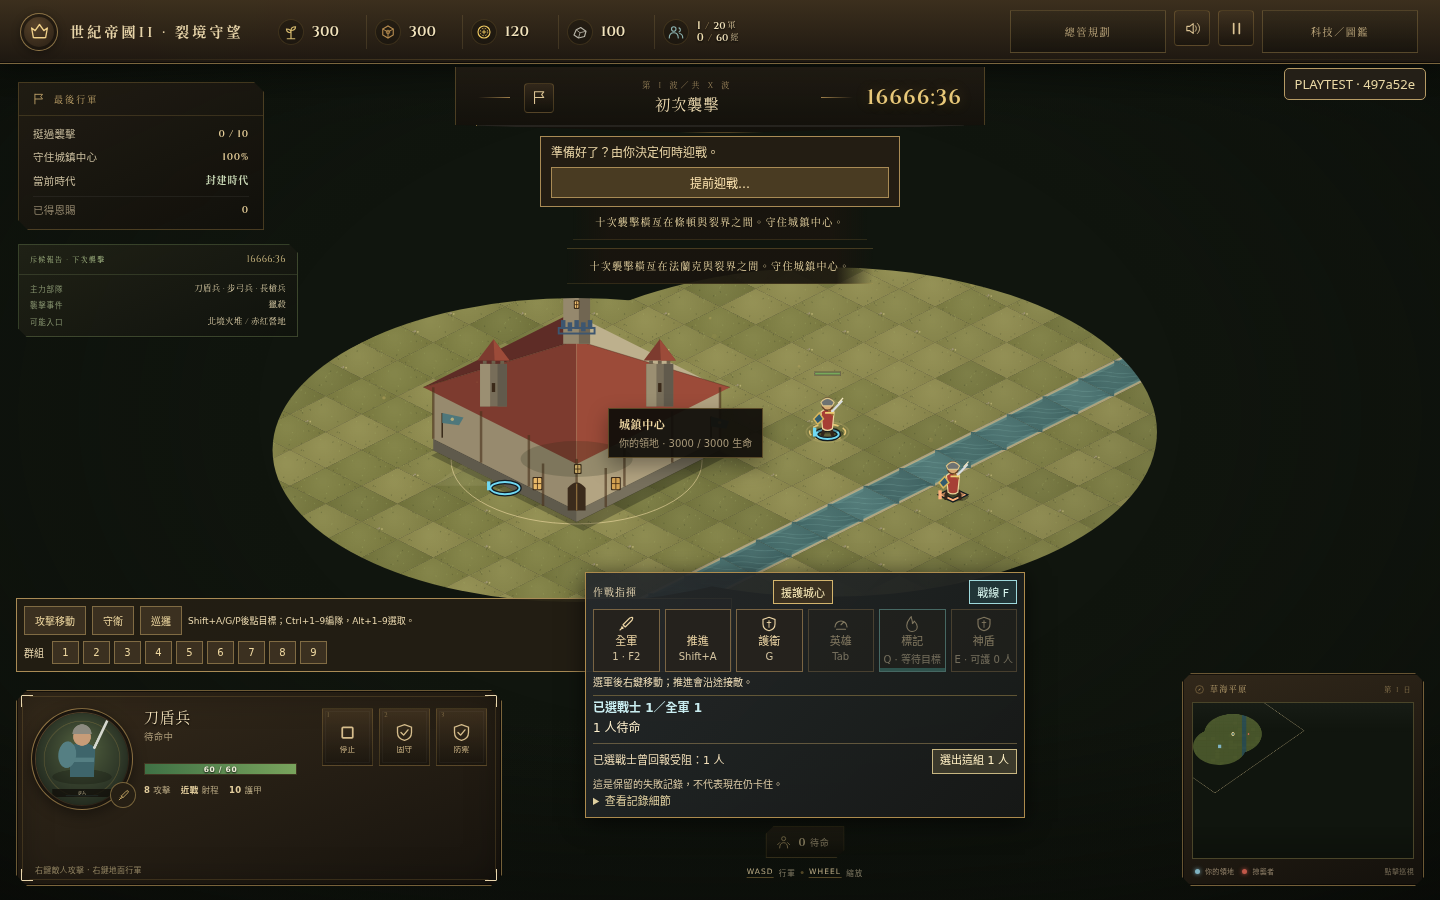 世紀帝國II · 裂境守望
300
300
120
100
1 / 20 軍
0 / 60 經
總管規劃
科技／圖鑑
PLAYTEST · 497a52e
最後行軍
挺過襲擊 0 / 10
守住城鎮中心 100%
當前時代 封建時代
已得恩賜 0
第 1 波／共 X 波
初次襲擊
16666:36
準備好了？由你決定何時迎戰。
提前迎戰…
十次襲擊橫亙在條頓與裂界之間。守住城鎮中心。
十次襲擊橫亙在法蘭克與裂界之間。守住城鎮中心。
斥候報告 · 下次襲擊 16666:36
主力部隊 刀盾兵 · 步弓兵 · 長槍兵
襲擊事件 獵殺
可能入口 北境火堆 / 赤紅營地
城鎮中心
你的領地 · 3000 / 3000 生命
攻擊移動
守衛
巡邏
Shift+A/G/P後點目標；Ctrl+1–9編隊，Alt+1–9選取。
群組 1 2 3 4 5 6 7 8 9
作戰指揮
援護城心
戰線 F
全軍
1 · F2
推進
Shift+A
護衛
G
英雄
Tab
標記
Q · 等待目標
神盾
E · 可護 0 人
選軍後右鍵移動；推進會沿途接敵。
已選戰士 1／全軍 1
1 人待命
已選戰士曾回報受阻：1 人
選出這組 1 人
這是保留的失敗記錄，不代表現在仍卡住。
▶ 查看記錄細節
刀盾兵
待命中
60 / 60
8 攻擊 近戰 射程 10 護甲
1
停止
2
固守
3
防禦
右鍵敵人攻擊 · 右鍵地面行軍
0 待命
WASD 行軍 • WHEEL 縮放
草海平原
第 1 日
你的領地
掠襲者
點擊巡視